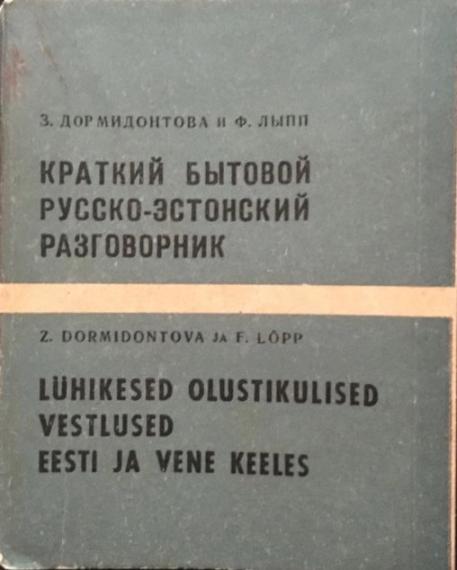 З. ДОРМИДОНТОВА И Ф. ЛЫПП
КРАТКИЙ БЫТОВОЙ
РУССКО-ЭСТОНСКИЙ
РАЗГОВОРНИК
Z. DORMIDONTOVA JA F. LÕPP
LÜHIKESED OLUSTIKULISED
VESTLUSED
EESTI JA VENE KEELES